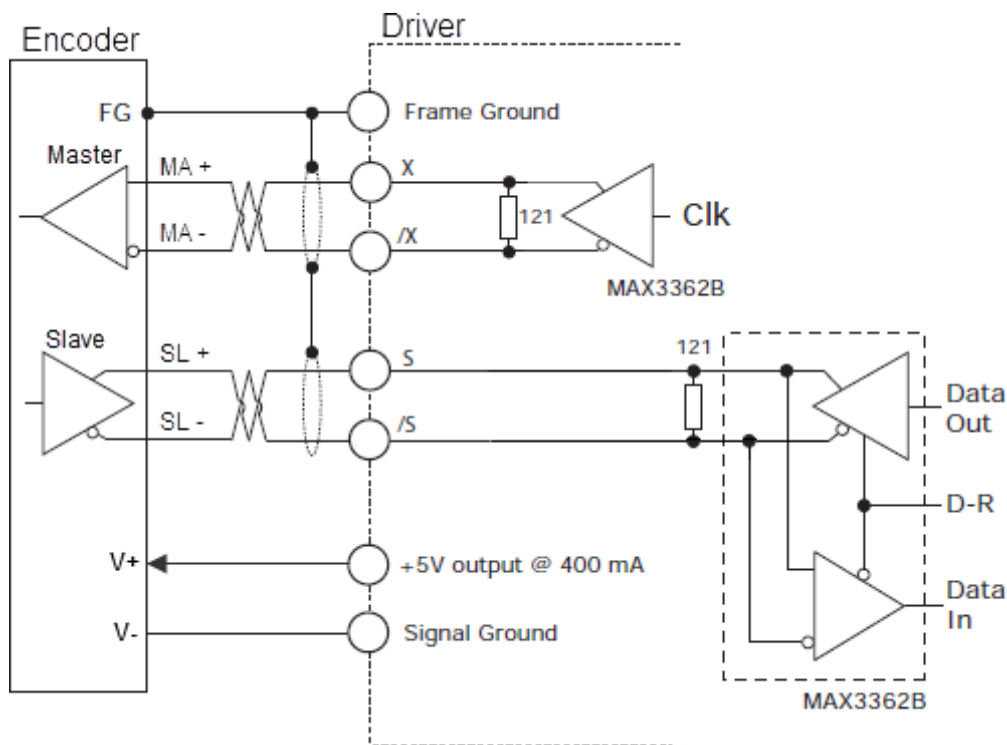 Driver
Encoder
FG
Frame Ground
Master
MA +
X
121
Clk
MA -
/X
MAX3362B
Slave
SL +
S
121
Data
Out
SL -
/S
D-R
V+
+5V output @ 400 mA
Data
In
V-
Signal Ground
MAX3362B